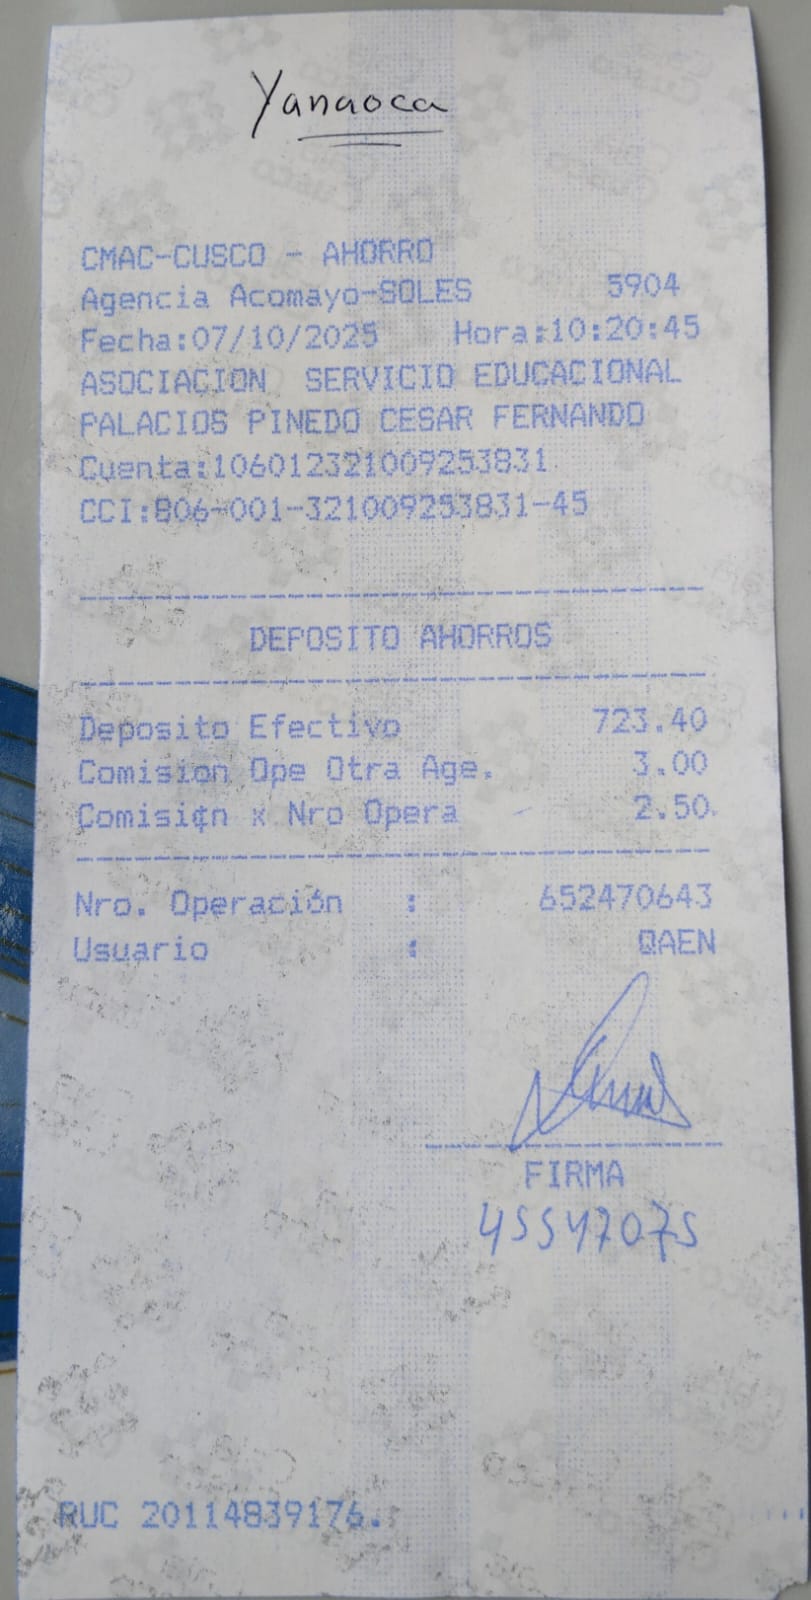 Yanaoca
CMAC-CUSCO - AHORRO
Agencia Acomayo-SOLES 5904
Fecha:07/10/2025 Hora:10:20:45
ASOCIACION SERVICIO EDUCACIONAL
PALACIOS PINEDO CESAR FERNANDO
Cuenta:106012321009253831
CCI:806-001-321009253831-45
DEPOSITO AHORROS
Deposito Efectivo 723.40
Comision Ope Otra Age. 3.00
Comisi¢n x Nro Opera 2.50
Nro. Operación : 652470643
Usuario : QAEN
FIRMA
45547075
RUC 20114839176.